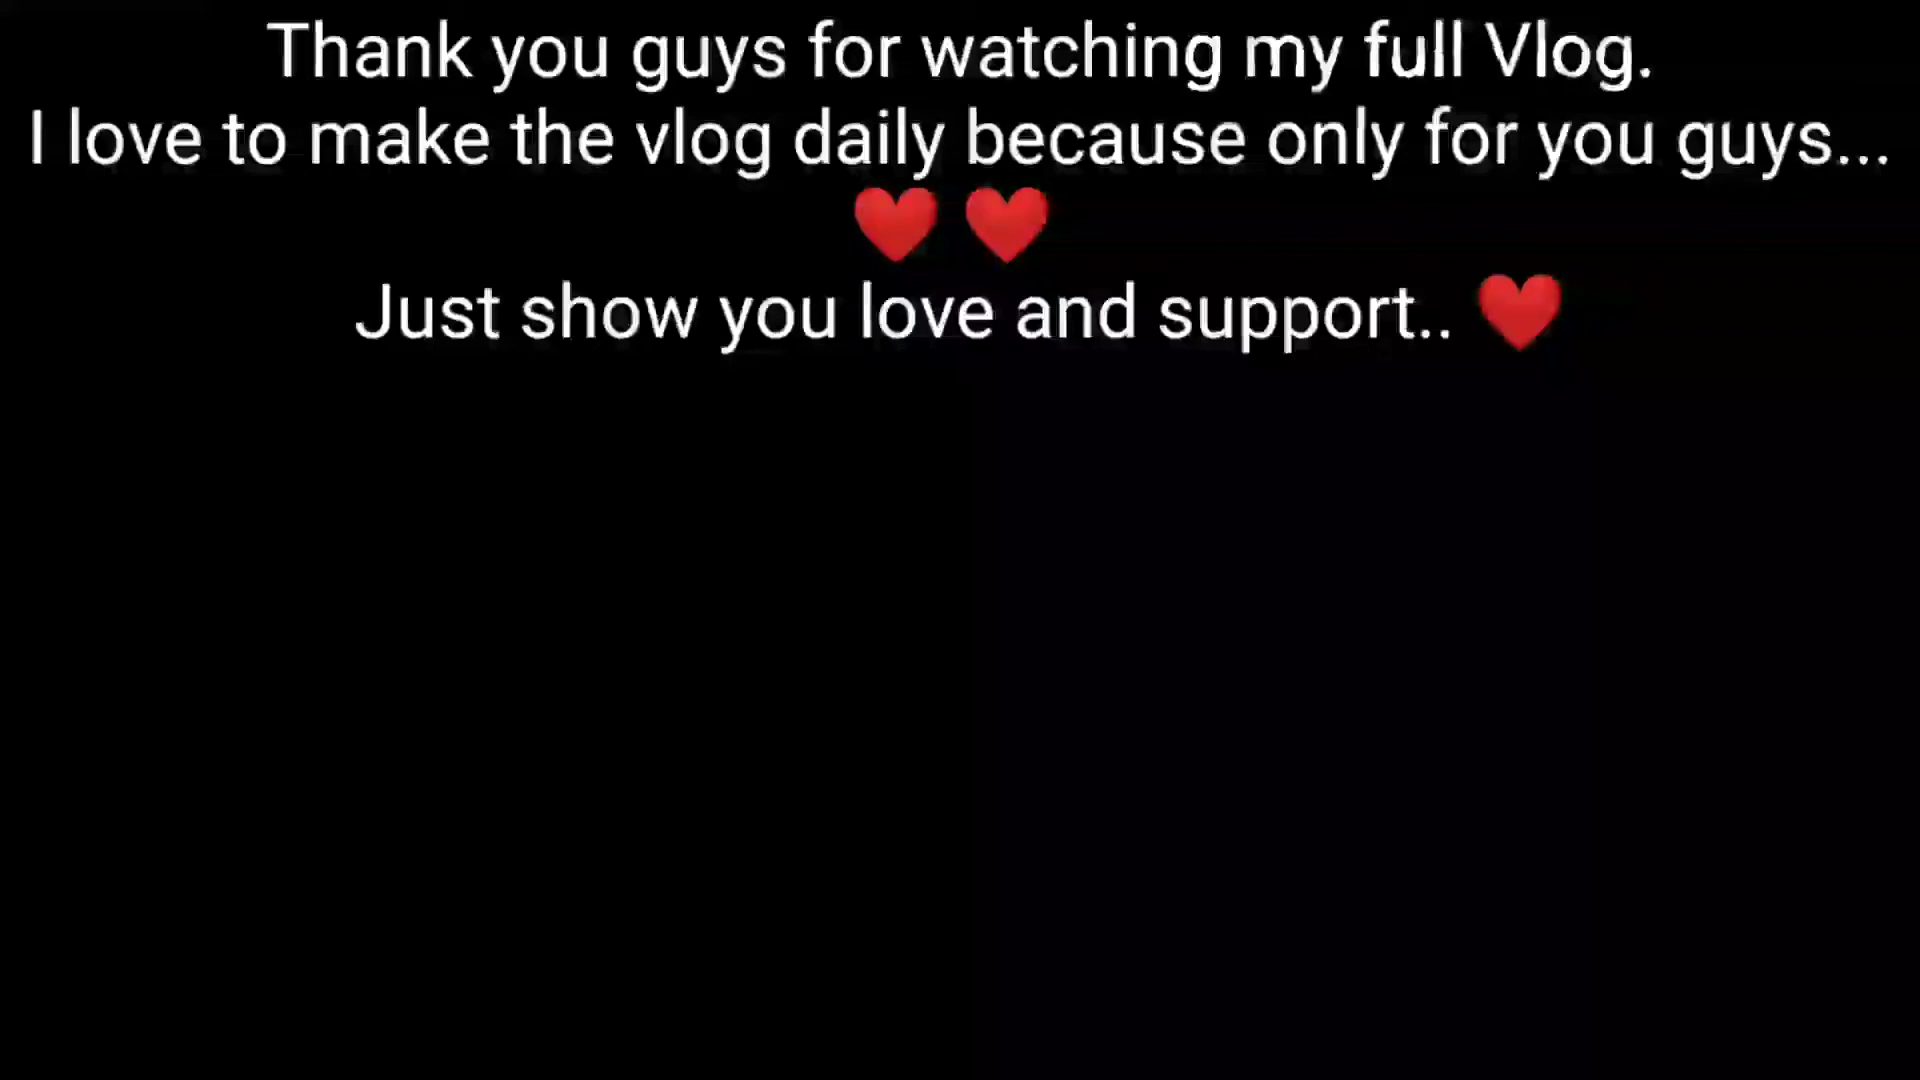 Thank you guys for watching my full Vlog.
I love to make the vlog daily because only for you guys...
❤️ ❤️
Just show you love and support.. ❤️